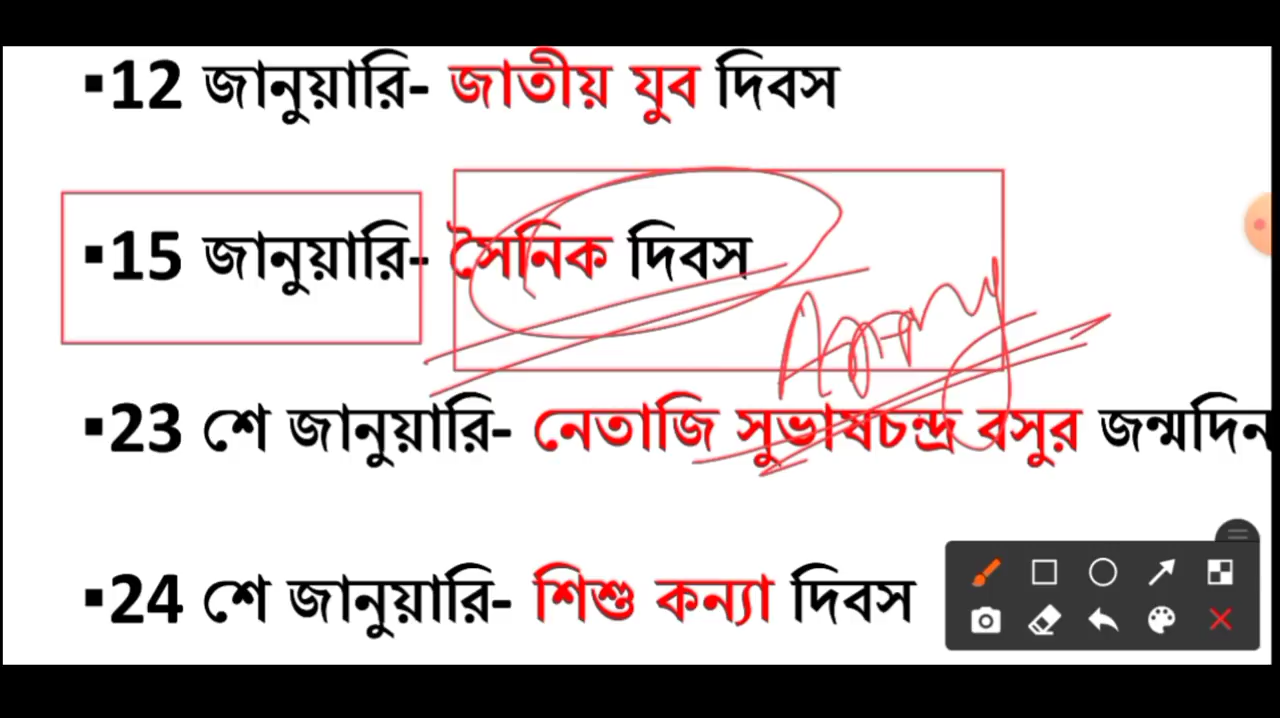 ▪12 জানুয়ারি- জাতীয় যুব দিবস
▪15 জানুয়ারি- সৈনিক দিবস
Army
▪23 শে জানুয়ারি- নেতাজি সুভাষচন্দ্র বসুর জন্মদিন
▪24 শে জানুয়ারি- শিশু কন্যা দিবস